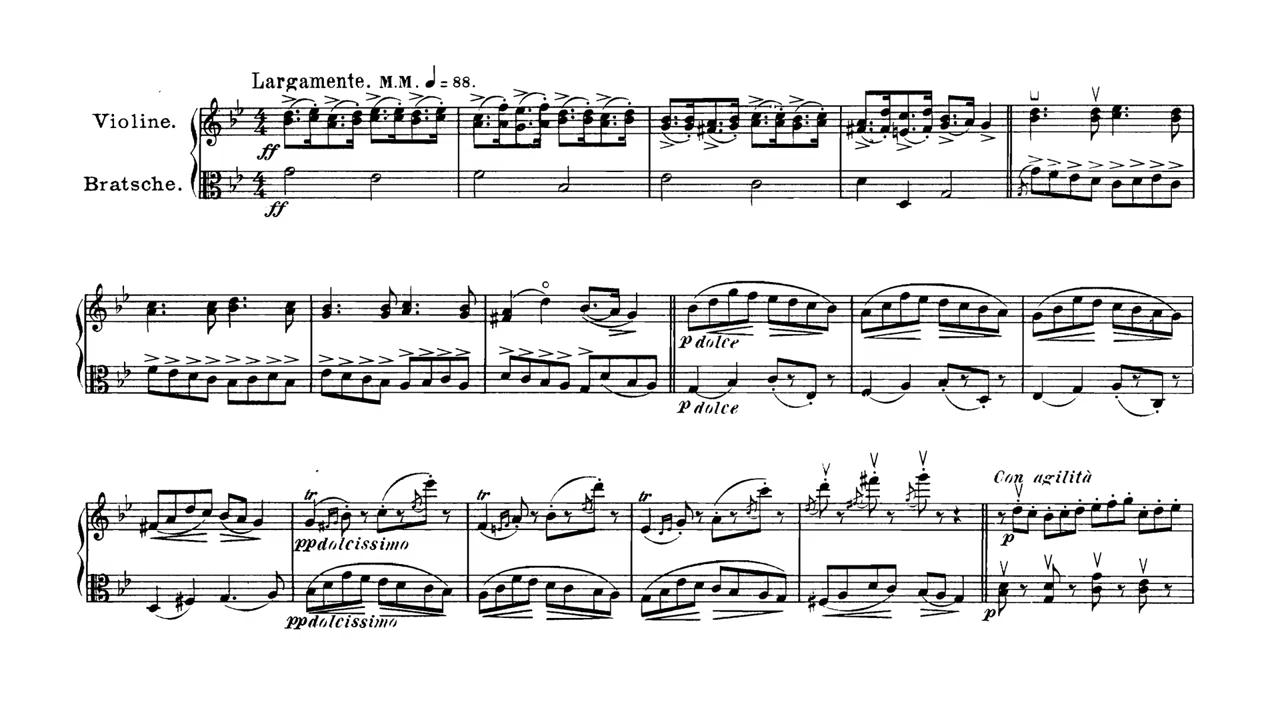 Largamente. M.M. ♩= 88.
Violine.
ff
Bratsche.
ff
p dolce
p dolce
Con agilità
tr tr tr
pp dolcissimo
p
pp dolcissimo
p